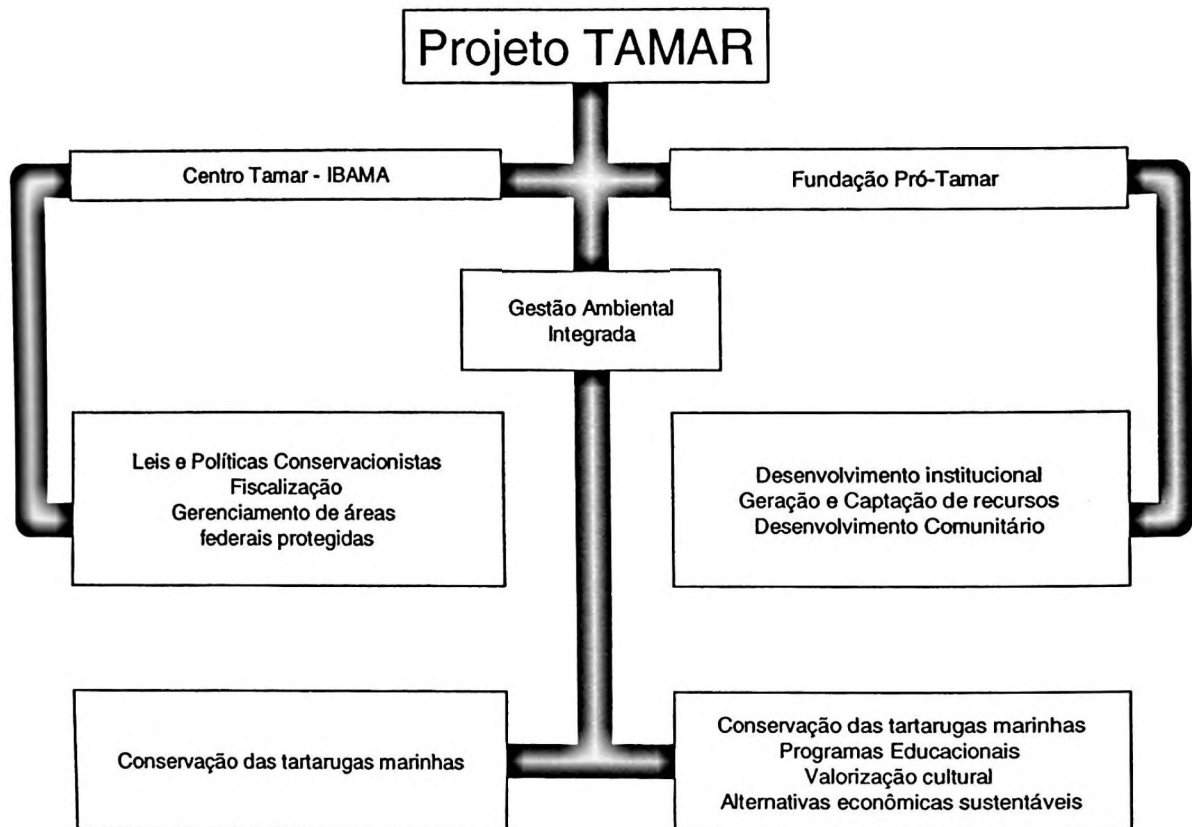 Projeto TAMAR
Centro Tamar - IBAMA
Fundação Pró-Tamar
Gestão Ambiental
Integrada
Leis e Políticas Conservacionistas
Fiscalização
Gerenciamento de áreas
federais protegidas
Desenvolvimento institucional
Geração e Captação de recursos
Desenvolvimento Comunitário
Conservação das tartarugas marinhas
Conservação das tartarugas marinhas
Programas Educacionais
Valorização cultural
Alternativas econômicas sustentáveis